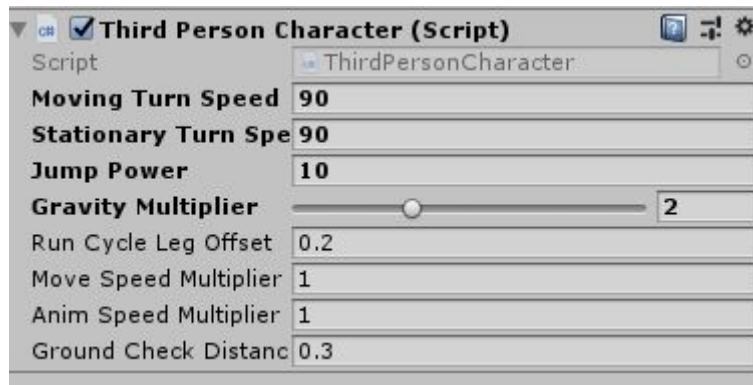 Third Person Character (Script)
Script ThirdPersonCharacter
Moving Turn Speed 90
Stationary Turn Spe 90
Jump Power 10
Gravity Multiplier 2
Run Cycle Leg Offset 0.2
Move Speed Multiplier 1
Anim Speed Multiplier 1
Ground Check Distanc 0.3